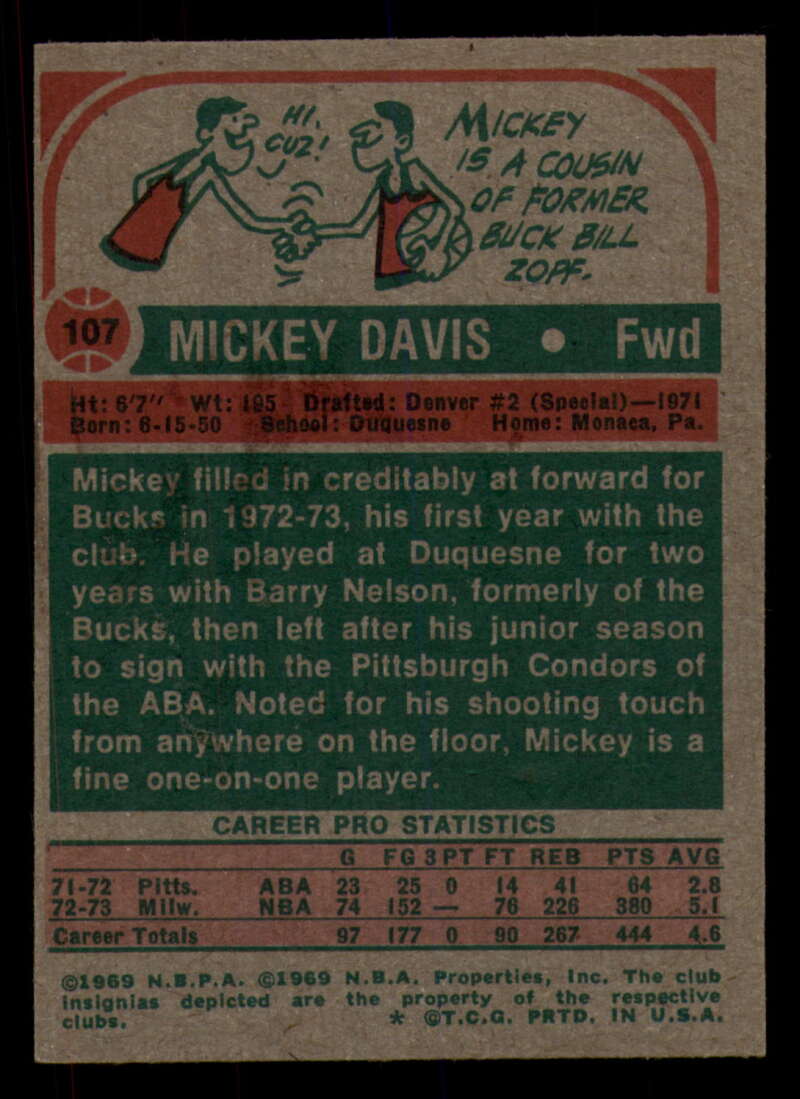 HI,
CUZ!
MICKEY
IS A COUSIN
OF FORMER
BUCK BILL
ZOPF.
107
MICKEY DAVIS • Fwd
Ht: 6'7" Wt: 195 Drafted: Denver #2 (Special)—1971
Born: 6-15-50 School: Duquesne Home: Monaca, Pa.
Mickey filled in creditably at forward for
Bucks in 1972-73, his first year with the
club. He played at Duquesne for two
years with Barry Nelson, formerly of the
Bucks, then left after his junior season
to sign with the Pittsburgh Condors of
the ABA. Noted for his shooting touch
from anywhere on the floor, Mickey is a
fine one-on-one player.
CAREER PRO STATISTICS
G FG 3PT FT REB PTS AVG
71-72 Pitts. ABA 23 25 0 14 41 64 2.8
72-73 Milw. NBA 74 152 — 76 226 380 5.1
Career Totals 97 177 0 90 267 444 4.6
©1969 N.B.P.A. ©1969 N.B.A. Properties, Inc. The club
insignias depicted are the property of the respective
clubs. * ©T.C.G. PRTD. IN U.S.A.